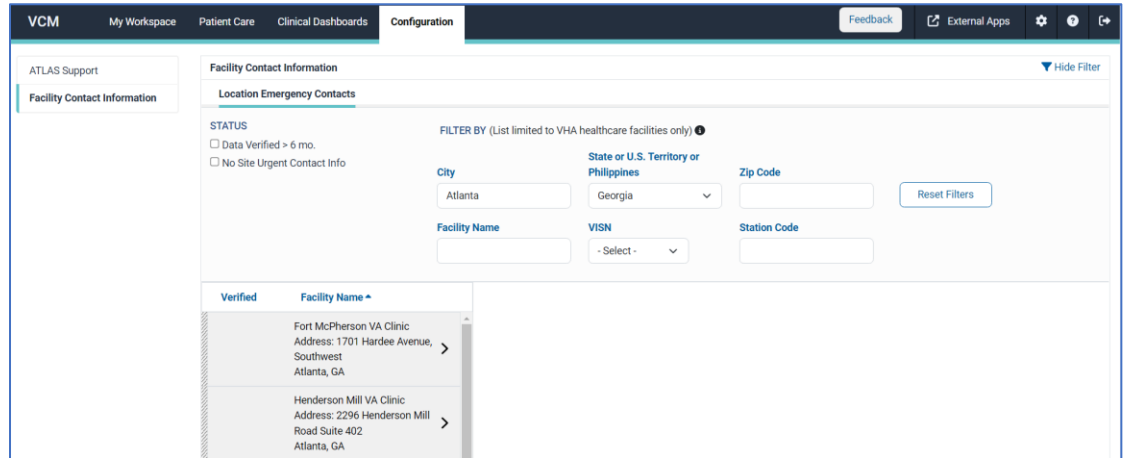 VCM My Workspace Patient Care Clinical Dashboards Configuration Feedback External Apps
ATLAS Support
Facility Contact Information
Facility Contact Information Hide Filter
Location Emergency Contacts
STATUS
Data Verified > 6 mo.
No Site Urgent Contact Info
FILTER BY (List limited to VHA healthcare facilities only)
City
Atlanta
State or U.S. Territory or
Philippines
Georgia
Zip Code
Reset Filters
Facility Name
VISN
- Select -
Station Code
Verified Facility Name
Fort McPherson VA Clinic
Address: 1701 Hardee Avenue,
Southwest
Atlanta, GA
Henderson Mill VA Clinic
Address: 2296 Henderson Mill
Road Suite 402
Atlanta, GA